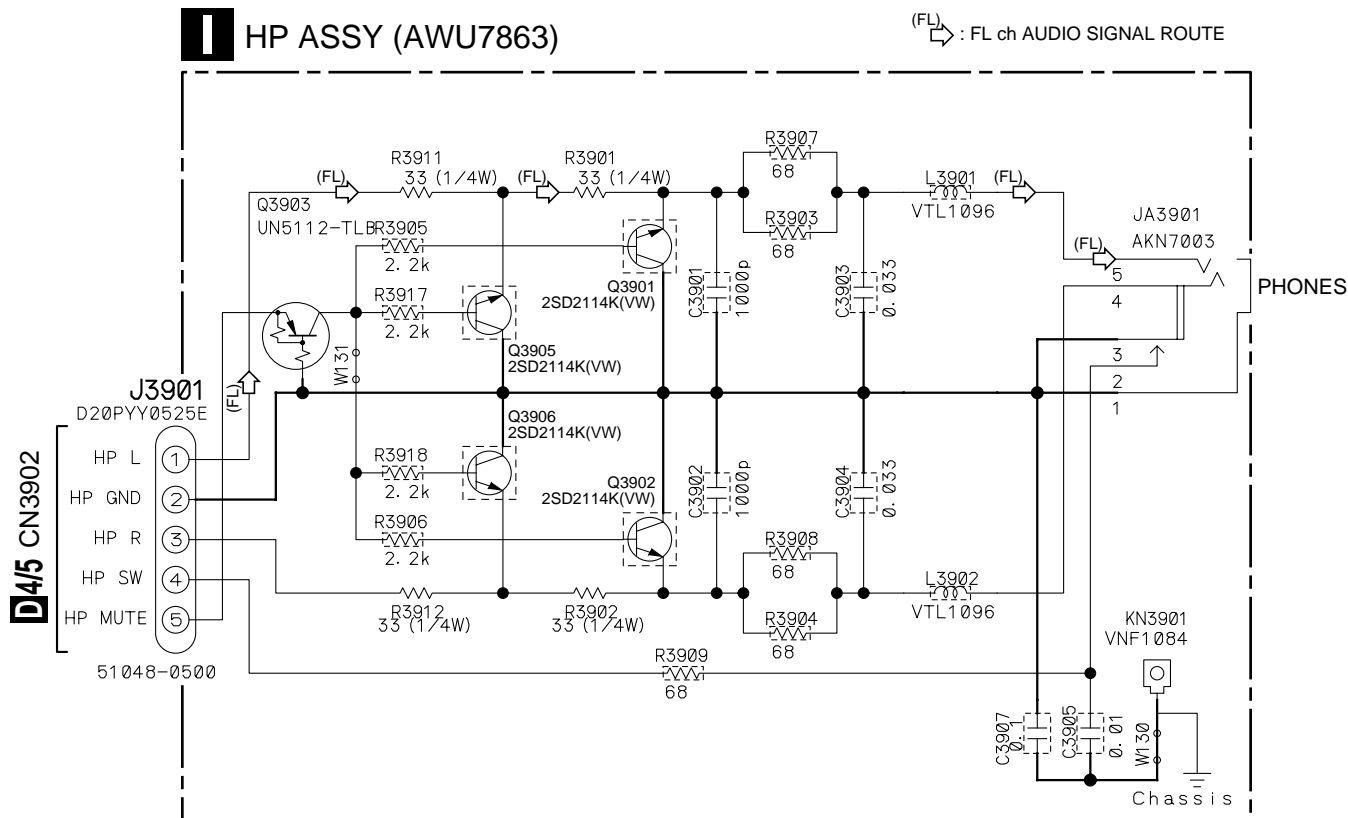 I HP ASSY (AWU7863)
(FL) : FL ch AUDIO SIGNAL ROUTE
R3907
68
R3911
33 (1/4W)
R3901
33 (1/4W)
(FL)
(FL)
(FL)
L3901
VTL1096
Q3903
UN5112-TLB
R3905
2. 2k
R3903
68
JA3901
AKN7003
(FL)
5
4
3
2
1
PHONES
R3917
2. 2k
Q3901
2SD2114K(VW)
C3901
1000p
C3903
0. 033
W131
Q3905
2SD2114K(VW)
(FL)
J3901
D20PYY0525E
Q3906
2SD2114K(VW)
D4/5 CN3902
HP L 1
HP GND 2
HP R 3
HP SW 4
HP MUTE 5
51048-0500
R3918
2. 2k
Q3902
2SD2114K(VW)
C3902
1000p
C3904
0. 033
R3906
2. 2k
R3908
68
R3912
33 (1/4W)
R3902
33 (1/4W)
R3904
68
L3902
VTL1096
R3909
68
KN3901
VNF1084
C3907
0. 1
C3905
0. 01
W130
Chassis